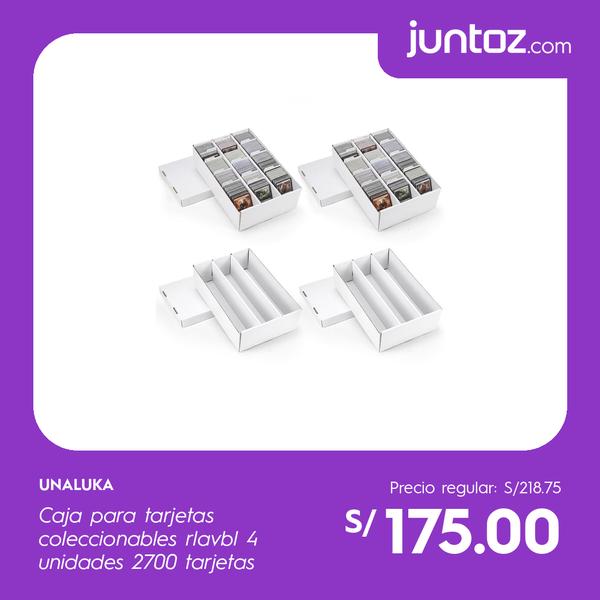 juntoz.com
UNALUKA
Caja para tarjetas
coleccionables rlavbl 4
unidades 2700 tarjetas
Precio regular: S/218.75
S/175.00